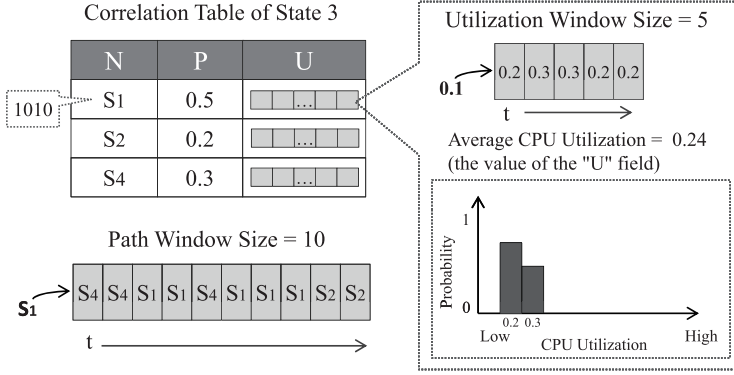 Correlation Table of State 3
N P U
1010
S1 0.5 ...
S2 0.2 ...
S4 0.3 ...
Path Window Size = 10
S1
S4 S4 S1 S1 S4 S1 S1 S1 S2 S2
t
Utilization Window Size = 5
0.2 0.3 0.3 0.2 0.2
0.1
t
Average CPU Utilization = 0.24
(the value of the "U" field)
1
Probability
0
0.2 0.3
Low CPU Utilization High